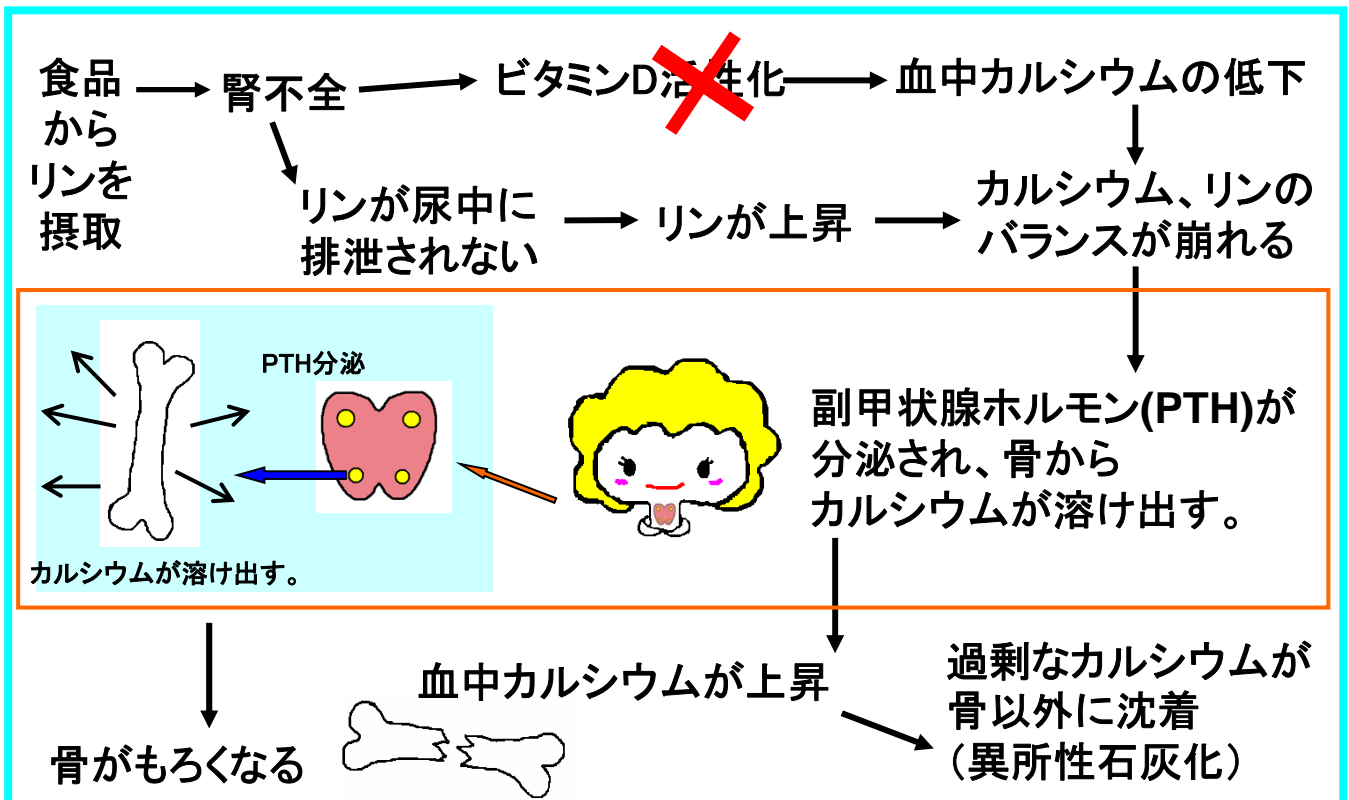 食品
から
リンを
摂取
腎不全
ビタミンD活性化
血中カルシウムの低下
リンが尿中に
排泄されない
リンが上昇
カルシウム、リンの
バランスが崩れる
PTH分泌
カルシウムが溶け出す。
副甲状腺ホルモン(PTH)が
分泌され、骨から
カルシウムが溶け出す。
血中カルシウムが上昇
過剰なカルシウムが
骨以外に沈着
（異所性石灰化）
骨がもろくなる